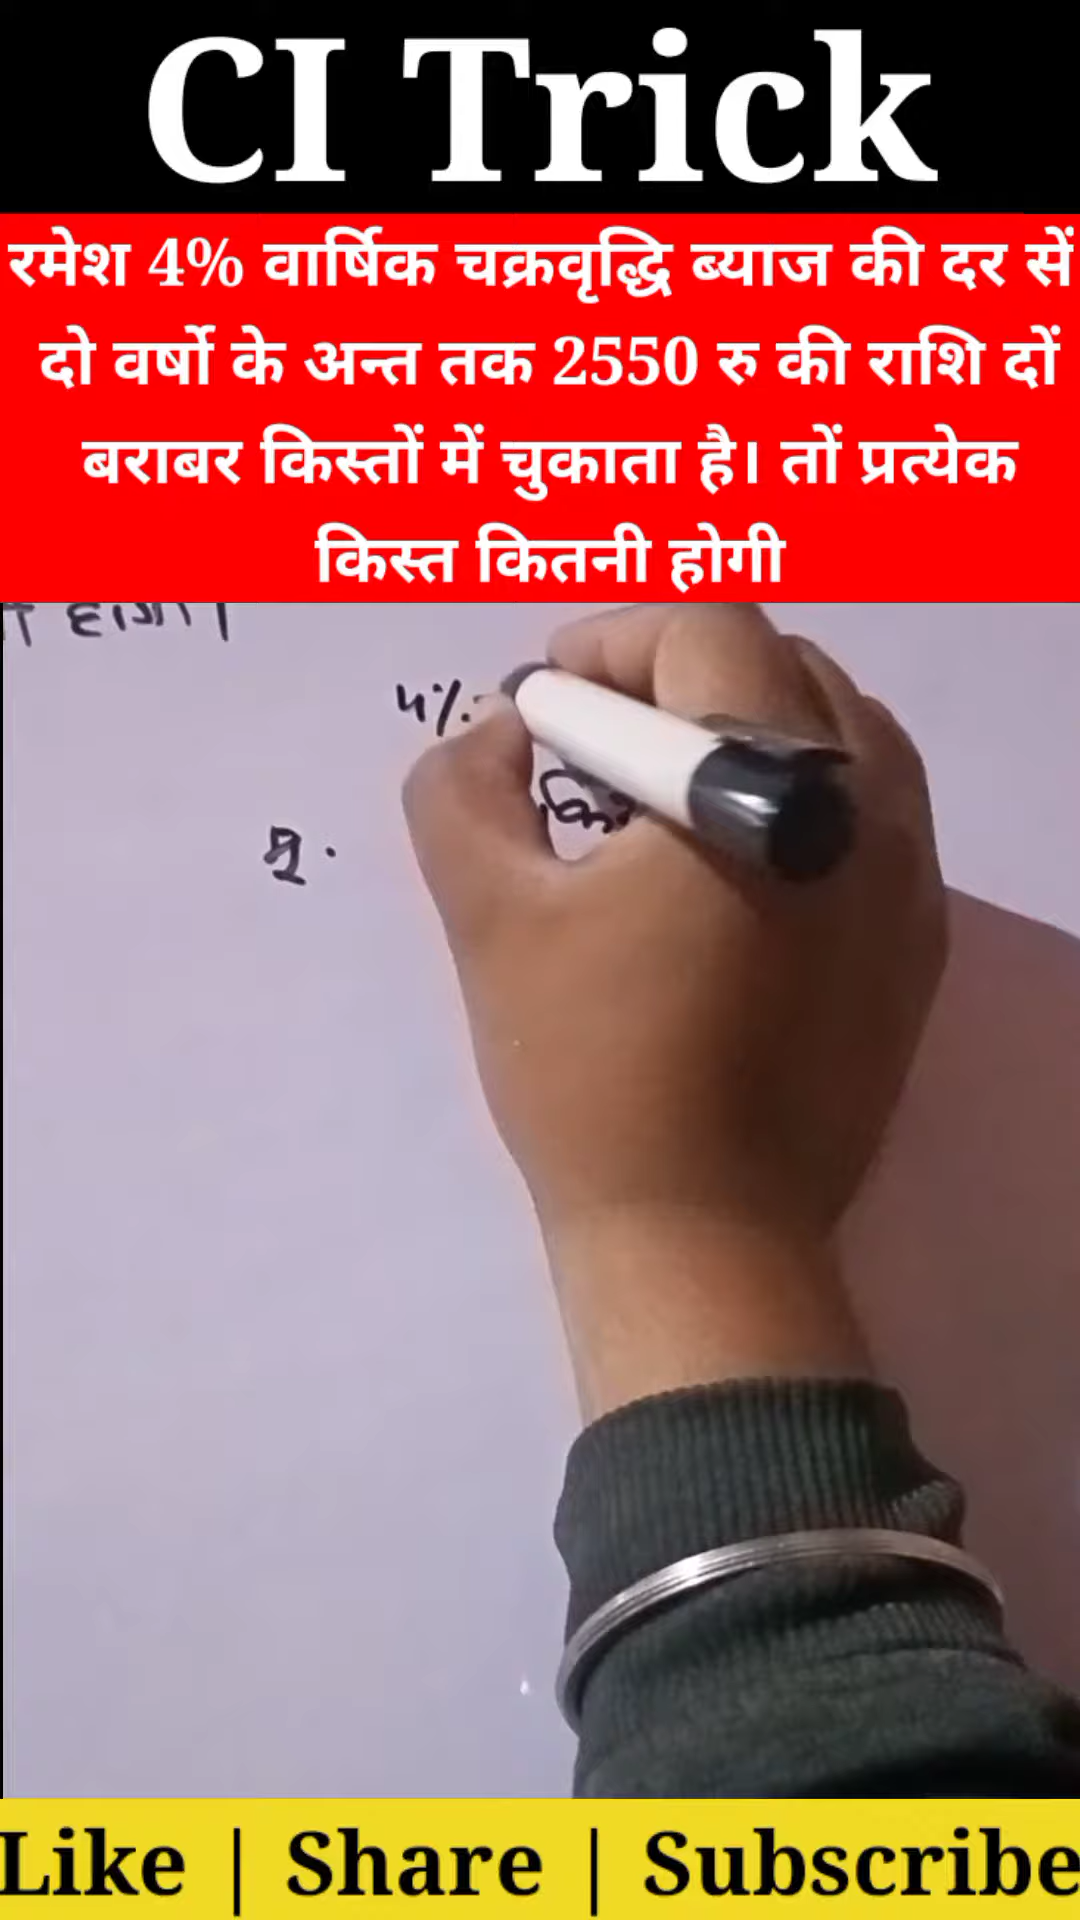 CI Trick
रमेश 4% वार्षिक चक्रवृद्धि ब्याज की दर सें
दो वर्षो के अन्त तक 2550 रु की राशि दों
बराबर किस्तों में चुकाता है। तों प्रत्येक
किस्त कितनी होगी
4%
Like | Share | Subscribe